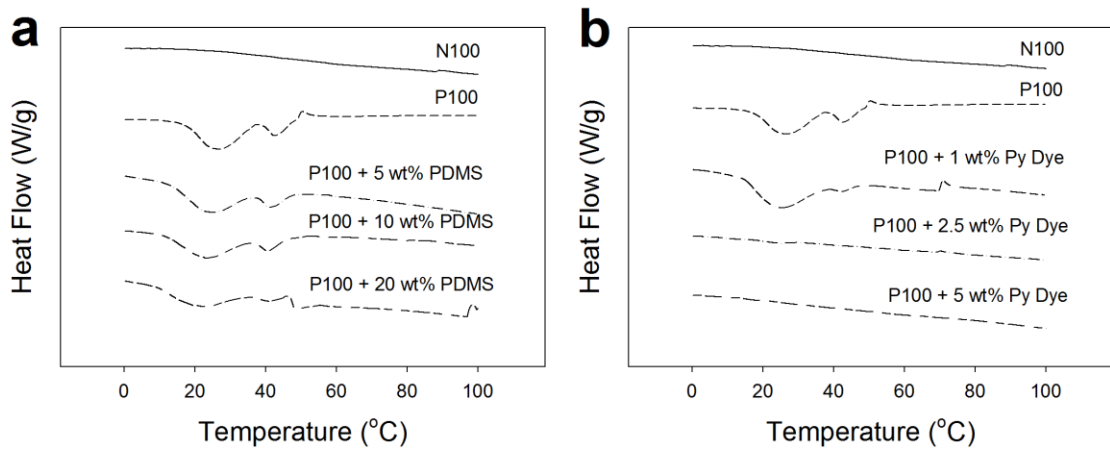 a
N100
P100
P100 + 5 wt% PDMS
P100 + 10 wt% PDMS
P100 + 20 wt% PDMS
Heat Flow (W/g)
0 20 40 60 80 100
Temperature (°C)
b
N100
P100
P100 + 1 wt% Py Dye
P100 + 2.5 wt% Py Dye
P100 + 5 wt% Py Dye
Heat Flow (W/g)
0 20 40 60 80 100
Temperature (°C)